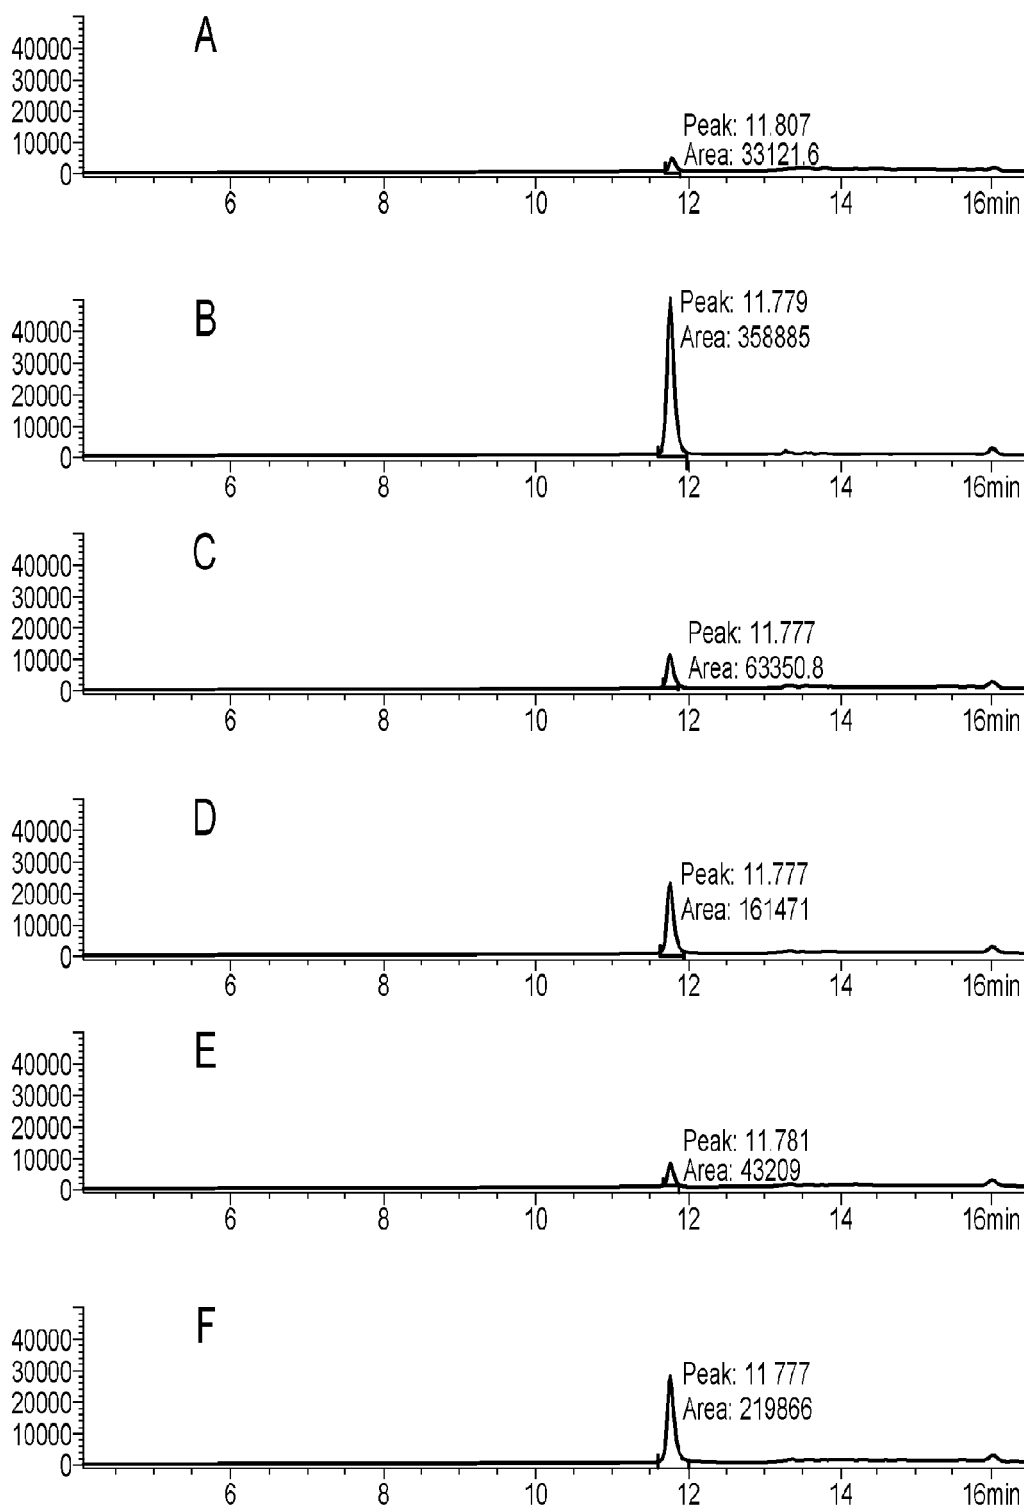 A
40000
30000
20000
10000
0
Peak: 11.807
Area: 33121.6
6 8 10 12 14 16min
B
40000
30000
20000
10000
0
Peak: 11.779
Area: 358885
6 8 10 12 14 16min
C
40000
30000
20000
10000
0
Peak: 11.777
Area: 63350.8
6 8 10 12 14 16min
D
40000
30000
20000
10000
0
Peak: 11.777
Area: 161471
6 8 10 12 14 16min
E
40000
30000
20000
10000
0
Peak: 11.781
Area: 43209
6 8 10 12 14 16min
F
40000
30000
20000
10000
0
Peak: 11 777
Area: 219866
6 8 10 12 14 16min